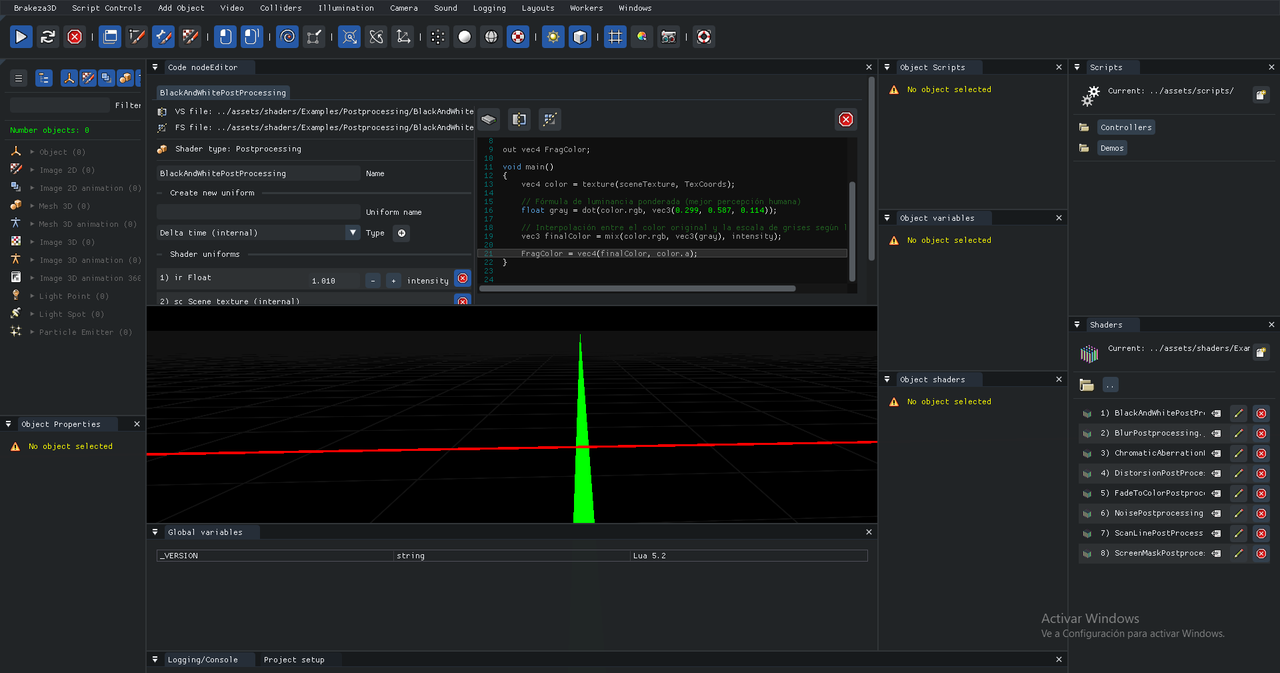 Brakeza3D Script Controls Add Object Video Colliders Illumination Camera Sound Logging Layouts Workers Windows
Filter
Number objects: 0
Object (0)
Image 2D (0)
Image 2D animation (0)
Mesh 3D (0)
Mesh 3D animation (0)
Image 3D (0)
Image 3D animation (0)
Image 3D animation 360
Light Point (0)
Light Spot (0)
Particle Emitter (0)
Object Properties
No object selected
Code nodeEditor
BlackAndWhitePostProcessing
VS file: ../assets/shaders/Examples/Postprocessing/BlackAndWhite
FS file: ../assets/shaders/Examples/Postprocessing/BlackAndWhite
Shader type: Postprocessing
BlackAndWhitePostProcessing Name
Create new uniform
Uniform name
Delta time (internal) Type
Shader uniforms
1) ir Float 1.010 - + intensity
2) sc Scene texture (internal)
8
9 out vec4 FragColor;
10
11 void main()
12 {
13 vec4 color = texture(sceneTexture, TexCoords);
14
15 // Fórmula de luminancia ponderada (mejor percepción humana)
16 float gray = dot(color.rgb, vec3(0.299, 0.587, 0.114));
17
18 // Interpolación entre el color original y la escala de grises según l
19 vec3 finalColor = mix(color.rgb, vec3(gray), intensity);
20
21 FragColor = vec4(finalColor, color.a);
22 }
23
24
Global variables
_VERSION string Lua 5.2
Logging/Console Project setup
Object Scripts
No object selected
Object variables
No object selected
Object shaders
No object selected
Scripts
Current: ../assets/scripts/
Controllers
Demos
Shaders
Current: ../assets/shaders/Exar
..
1) BlackAndWhitePostPr
2) BlurPostprocessing.
3) ChromaticAberration
4) DistorsionPostProce
5) FadeToColorPostproc
6) NoisePostprocessing
7) ScanLinePostProcess
8) ScreenMaskPostproce
Activar Windows
Ve a Configuración para activar Windows.